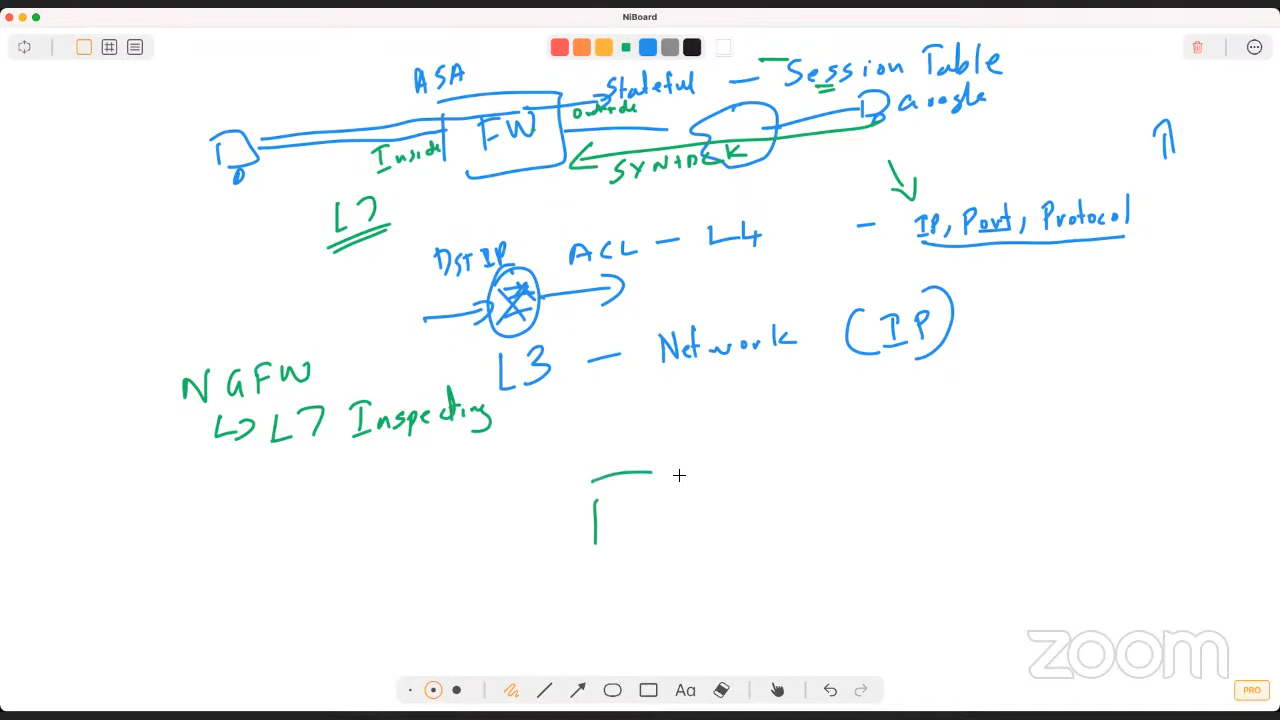 NiBoard
ASA
Stateful – Session Table
FW
outside
Google
Inside
SYN+ACK
L7
IP, Port, Protocol
DST IP
ACL – L4 –
L3 – Network (IP)
NGFW
L7 Inspecting
zoom
Aa
PRO